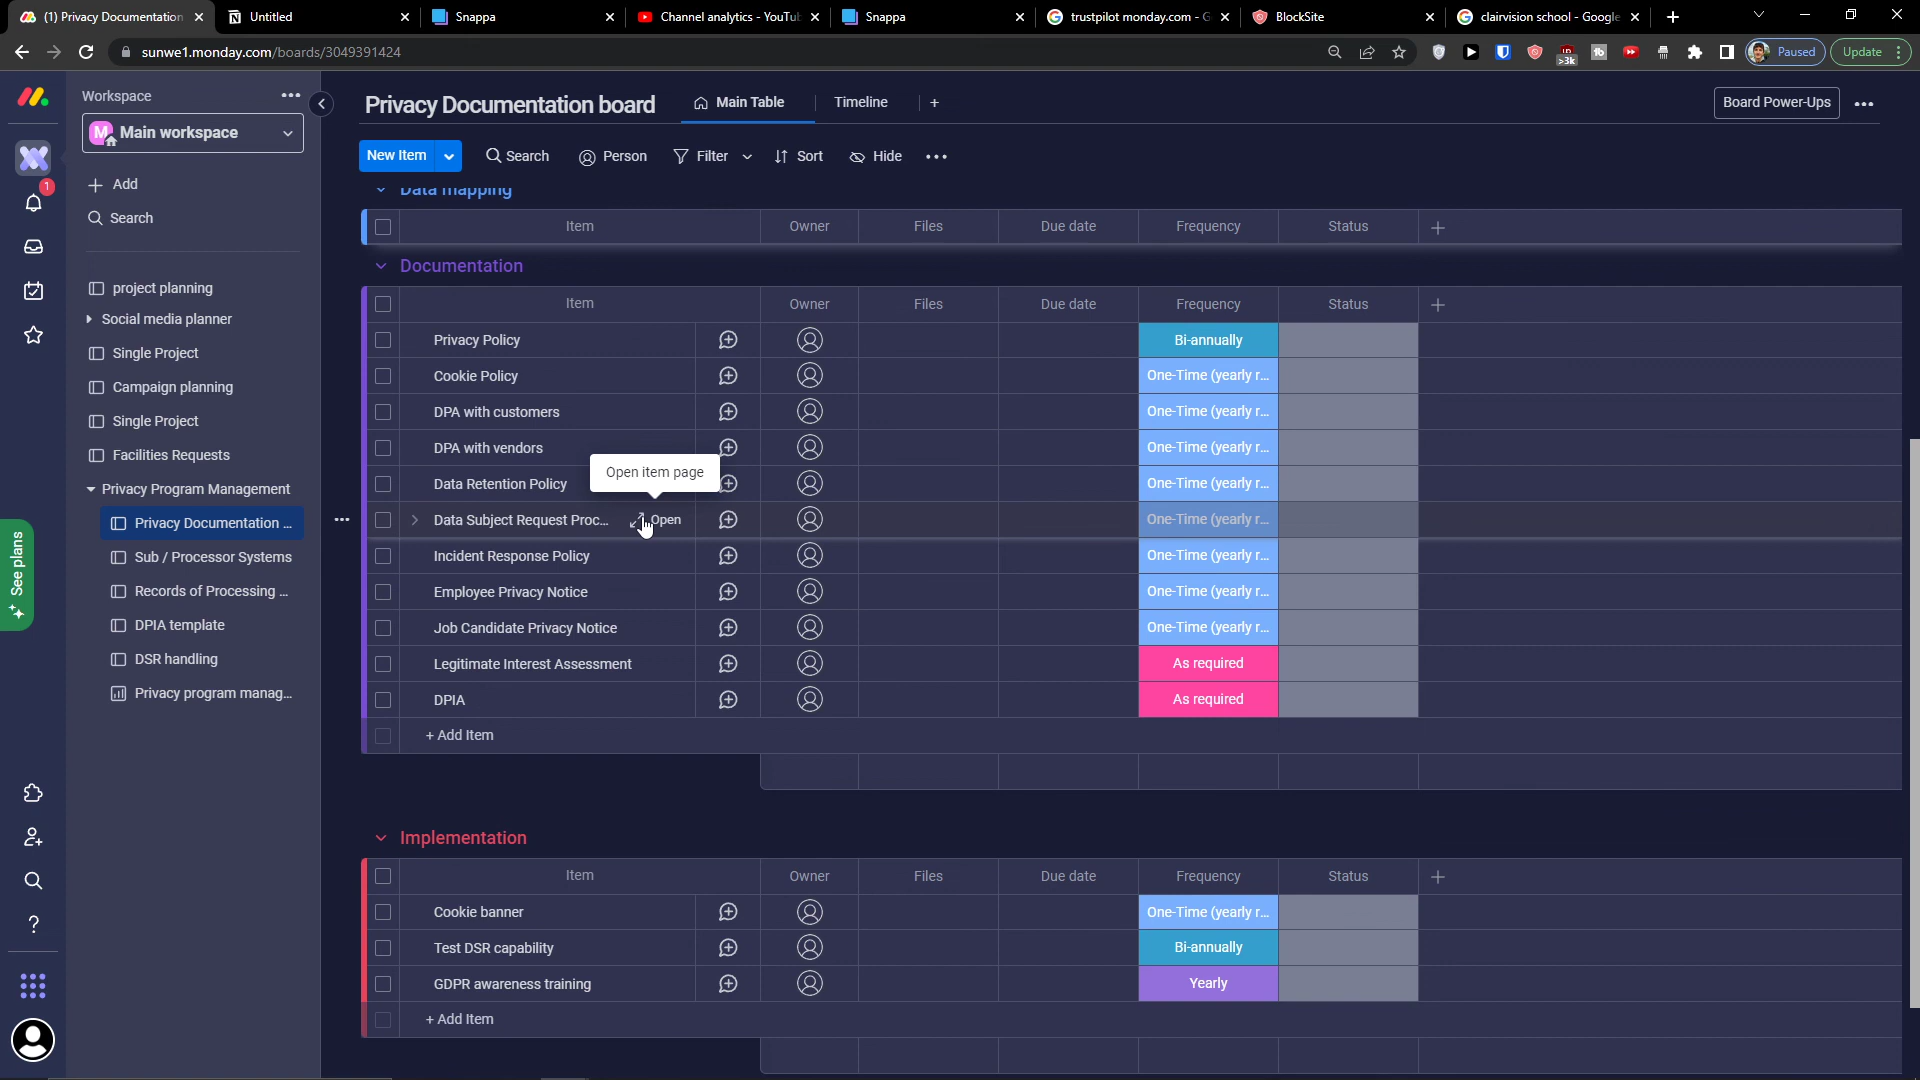 (1) Privacy Documentation
Untitled
Snappa
Channel analytics - YouTu
Snappa
trustpilot monday.com - G
BlockSite
clairvision school - Google
sunwe1.monday.com/boards/3049391424
>3k
Paused
Update
Workspace
M
Main workspace
Add
Search
1
project planning
Social media planner
Single Project
Campaign planning
Single Project
Facilities Requests
Privacy Program Management
Privacy Documentation ...
Sub / Processor Systems
Records of Processing ...
DPIA template
DSR handling
Privacy program manag...
See plans
Privacy Documentation board
Main Table
Timeline
Board Power-Ups
New Item
Search
Person
Filter
Sort
Hide
Data mapping
Item Owner Files Due date Frequency Status
Documentation
Item Owner Files Due date Frequency Status
Privacy Policy Bi-annually
Cookie Policy One-Time (yearly r...
DPA with customers One-Time (yearly r...
DPA with vendors One-Time (yearly r...
Open item page
Data Retention Policy One-Time (yearly r...
Data Subject Request Proc... Open One-Time (yearly r...
Incident Response Policy One-Time (yearly r...
Employee Privacy Notice One-Time (yearly r...
Job Candidate Privacy Notice One-Time (yearly r...
Legitimate Interest Assessment As required
DPIA As required
+ Add Item
Implementation
Item Owner Files Due date Frequency Status
Cookie banner One-Time (yearly r...
Test DSR capability Bi-annually
GDPR awareness training Yearly
+ Add Item